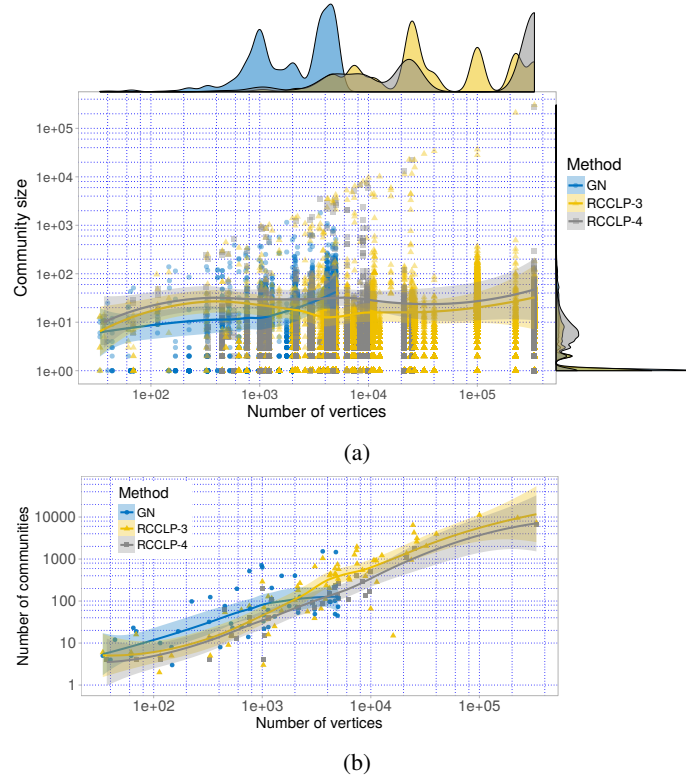 1e+05
1e+04
1e+03
1e+02
1e+01
1e+00
Community size
1e+02
1e+03
1e+04
1e+05
Number of vertices
Method
GN
RCCLP-3
RCCLP-4
(a)
Method
GN
RCCLP-3
RCCLP-4
10000
1000
100
10
1
Number of communities
1e+02
1e+03
1e+04
1e+05
Number of vertices
(b)